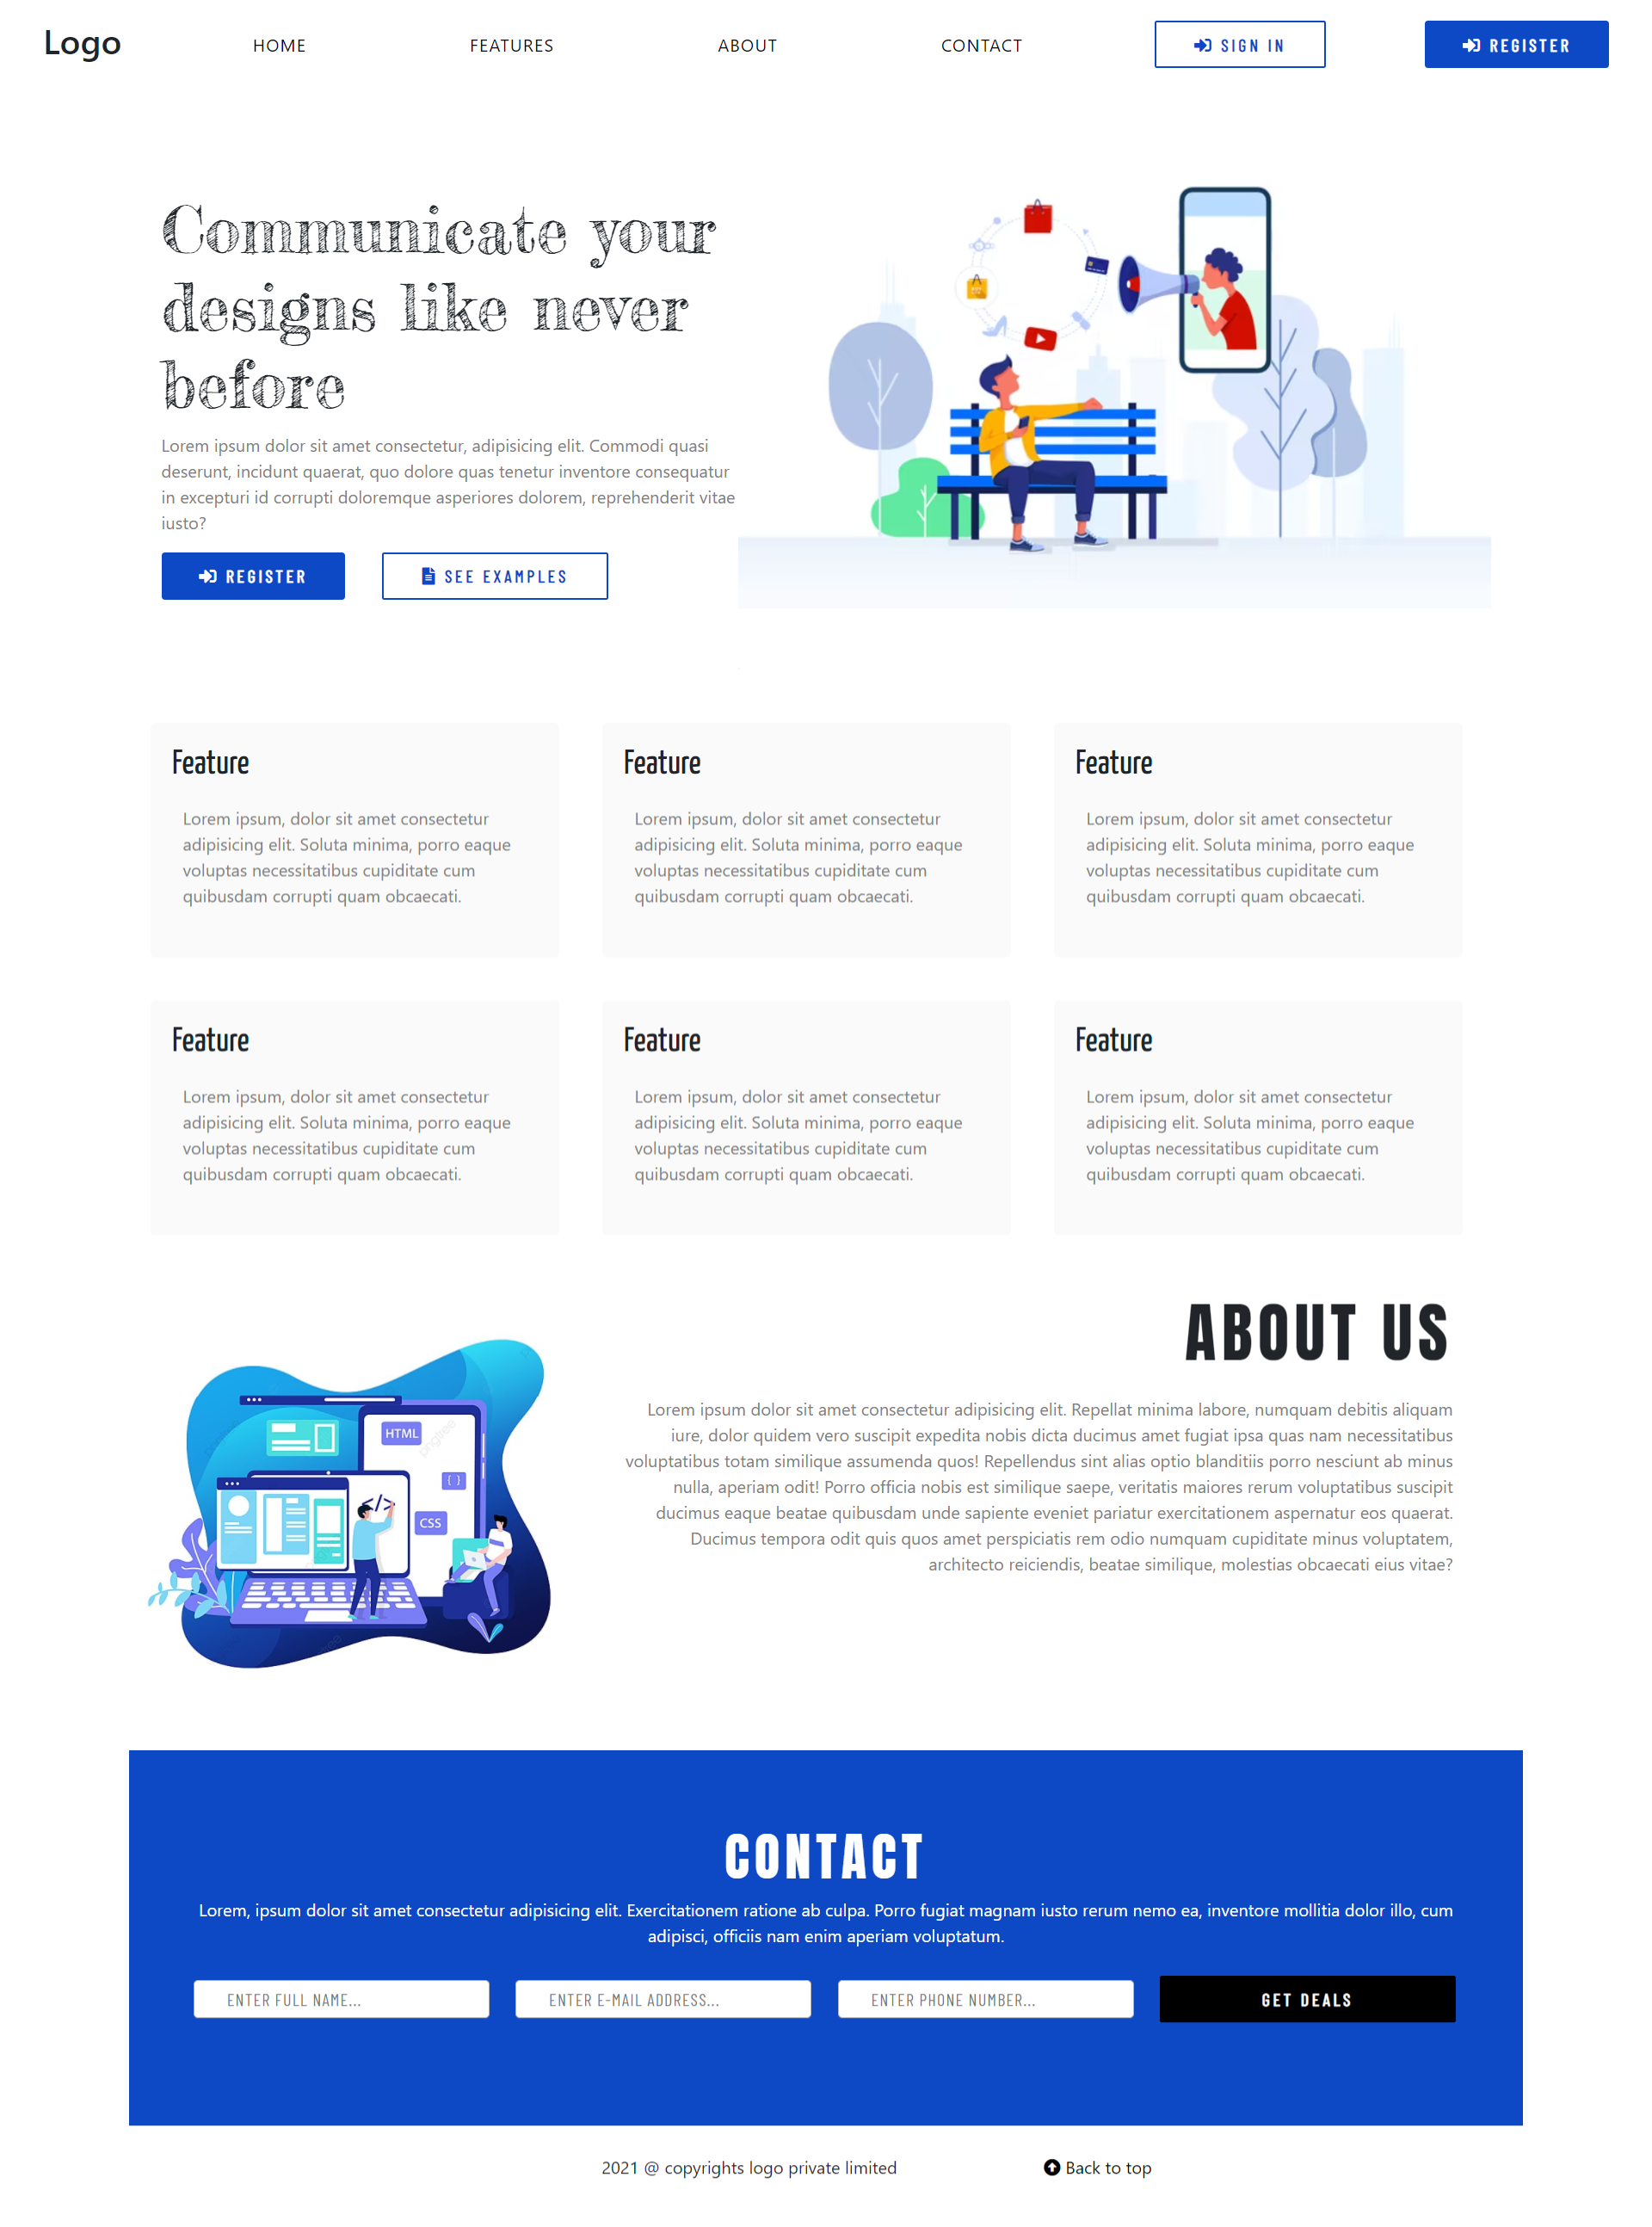 Logo
HOME
FEATURES
ABOUT
CONTACT
SIGN IN
REGISTER
Communicate your
designs like never
before
Lorem ipsum dolor sit amet consectetur, adipisicing elit. Commodi quasi
deserunt, incidunt quaerat, quo dolore quas tenetur inventore consequatur
in excepturi id corrupti doloremque asperiores dolorem, reprehenderit vitae
iusto?
REGISTER
SEE EXAMPLES
Feature
Lorem ipsum, dolor sit amet consectetur
adipisicing elit. Soluta minima, porro eaque
voluptas necessitatibus cupiditate cum
quibusdam corrupti quam obcaecati.
Feature
Lorem ipsum, dolor sit amet consectetur
adipisicing elit. Soluta minima, porro eaque
voluptas necessitatibus cupiditate cum
quibusdam corrupti quam obcaecati.
Feature
Lorem ipsum, dolor sit amet consectetur
adipisicing elit. Soluta minima, porro eaque
voluptas necessitatibus cupiditate cum
quibusdam corrupti quam obcaecati.
Feature
Lorem ipsum, dolor sit amet consectetur
adipisicing elit. Soluta minima, porro eaque
voluptas necessitatibus cupiditate cum
quibusdam corrupti quam obcaecati.
Feature
Lorem ipsum, dolor sit amet consectetur
adipisicing elit. Soluta minima, porro eaque
voluptas necessitatibus cupiditate cum
quibusdam corrupti quam obcaecati.
Feature
Lorem ipsum, dolor sit amet consectetur
adipisicing elit. Soluta minima, porro eaque
voluptas necessitatibus cupiditate cum
quibusdam corrupti quam obcaecati.
HTML
{ }
</>
CSS
ABOUT US
Lorem ipsum dolor sit amet consectetur adipisicing elit. Repellat minima labore, numquam debitis aliquam
iure, dolor quidem vero suscipit expedita nobis dicta ducimus amet fugiat ipsa quas nam necessitatibus
voluptatibus totam similique assumenda quos! Repellendus sint alias optio blanditiis porro nesciunt ab minus
nulla, aperiam odit! Porro officia nobis est similique saepe, veritatis maiores rerum voluptatibus suscipit
ducimus eaque beatae quibusdam unde sapiente eveniet pariatur exercitationem aspernatur eos quaerat.
Ducimus tempora odit quis quos amet perspiciatis rem odio numquam cupiditate minus voluptatem,
architecto reiciendis, beatae similique, molestias obcaecati eius vitae?
CONTACT
Lorem, ipsum dolor sit amet consectetur adipisicing elit. Exercitationem ratione ab culpa. Porro fugiat magnam iusto rerum nemo ea, inventore mollitia dolor illo, cum
adipisci, officiis nam enim aperiam voluptatum.
ENTER FULL NAME...
ENTER E-MAIL ADDRESS...
ENTER PHONE NUMBER...
GET DEALS
2021 @ copyrights logo private limited
Back to top